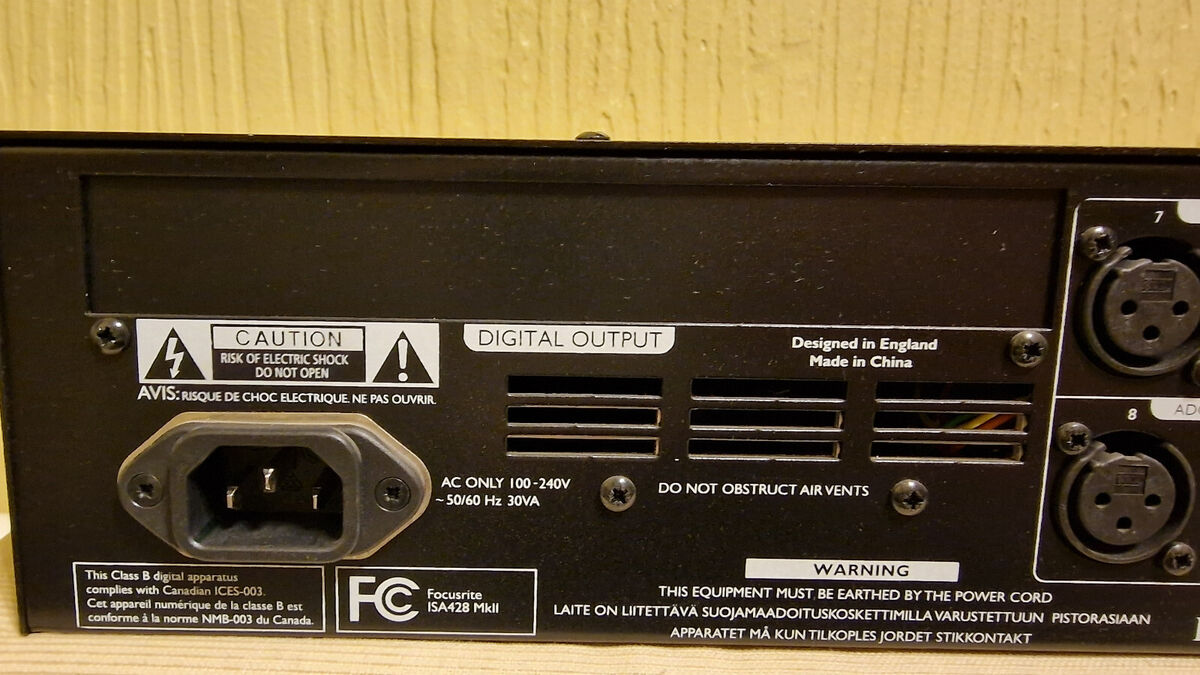 7
CAUTION
RISK OF ELECTRIC SHOCK
DO NOT OPEN
AVIS: RISQUE DE CHOC ELECTRIQUE. NE PAS OUVRIR.
DIGITAL OUTPUT
Designed in England
Made in China
8
AC ONLY 100-240V
~50/60 Hz 30VA
DO NOT OBSTRUCT AIR VENTS
This Class B digital apparatus
complies with Canadian ICES-003.
Cet appareil numérique de la classe B est
conforme à la norme NMB-003 du Canada.
FC
Focusrite
ISA428 MkII
WARNING
THIS EQUIPMENT MUST BE EARTHED BY THE POWER CORD
LAITE ON LIITETTÄVÄ SUOJAMAADOITUSKOSKETTIMILLA VARUSTETTUUN PISTORASIAAN
APPARATET MÅ KUN TILKOPLES JORDET STIKKONTAKT